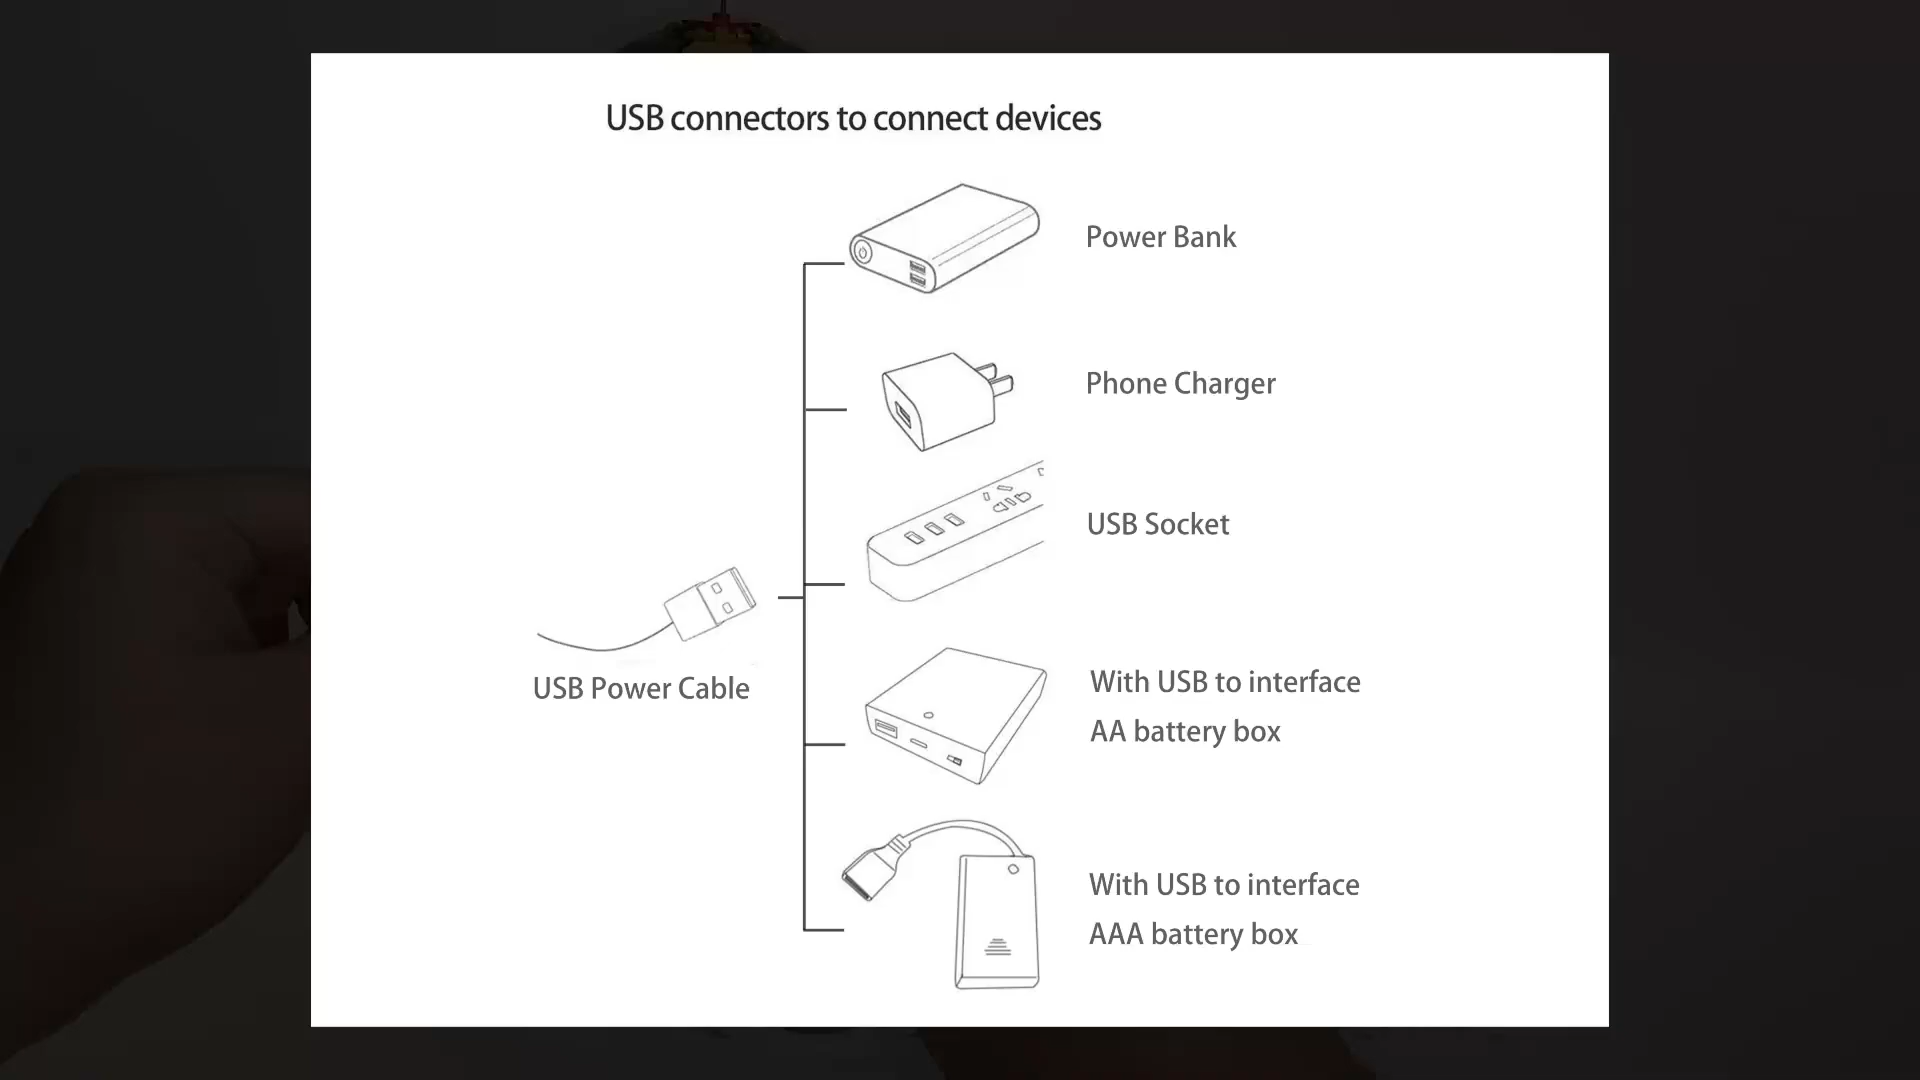 USB connectors to connect devices
Power Bank
Phone Charger
USB Socket
USB Power Cable
With USB to interface
AA battery box
With USB to interface
AAA battery box